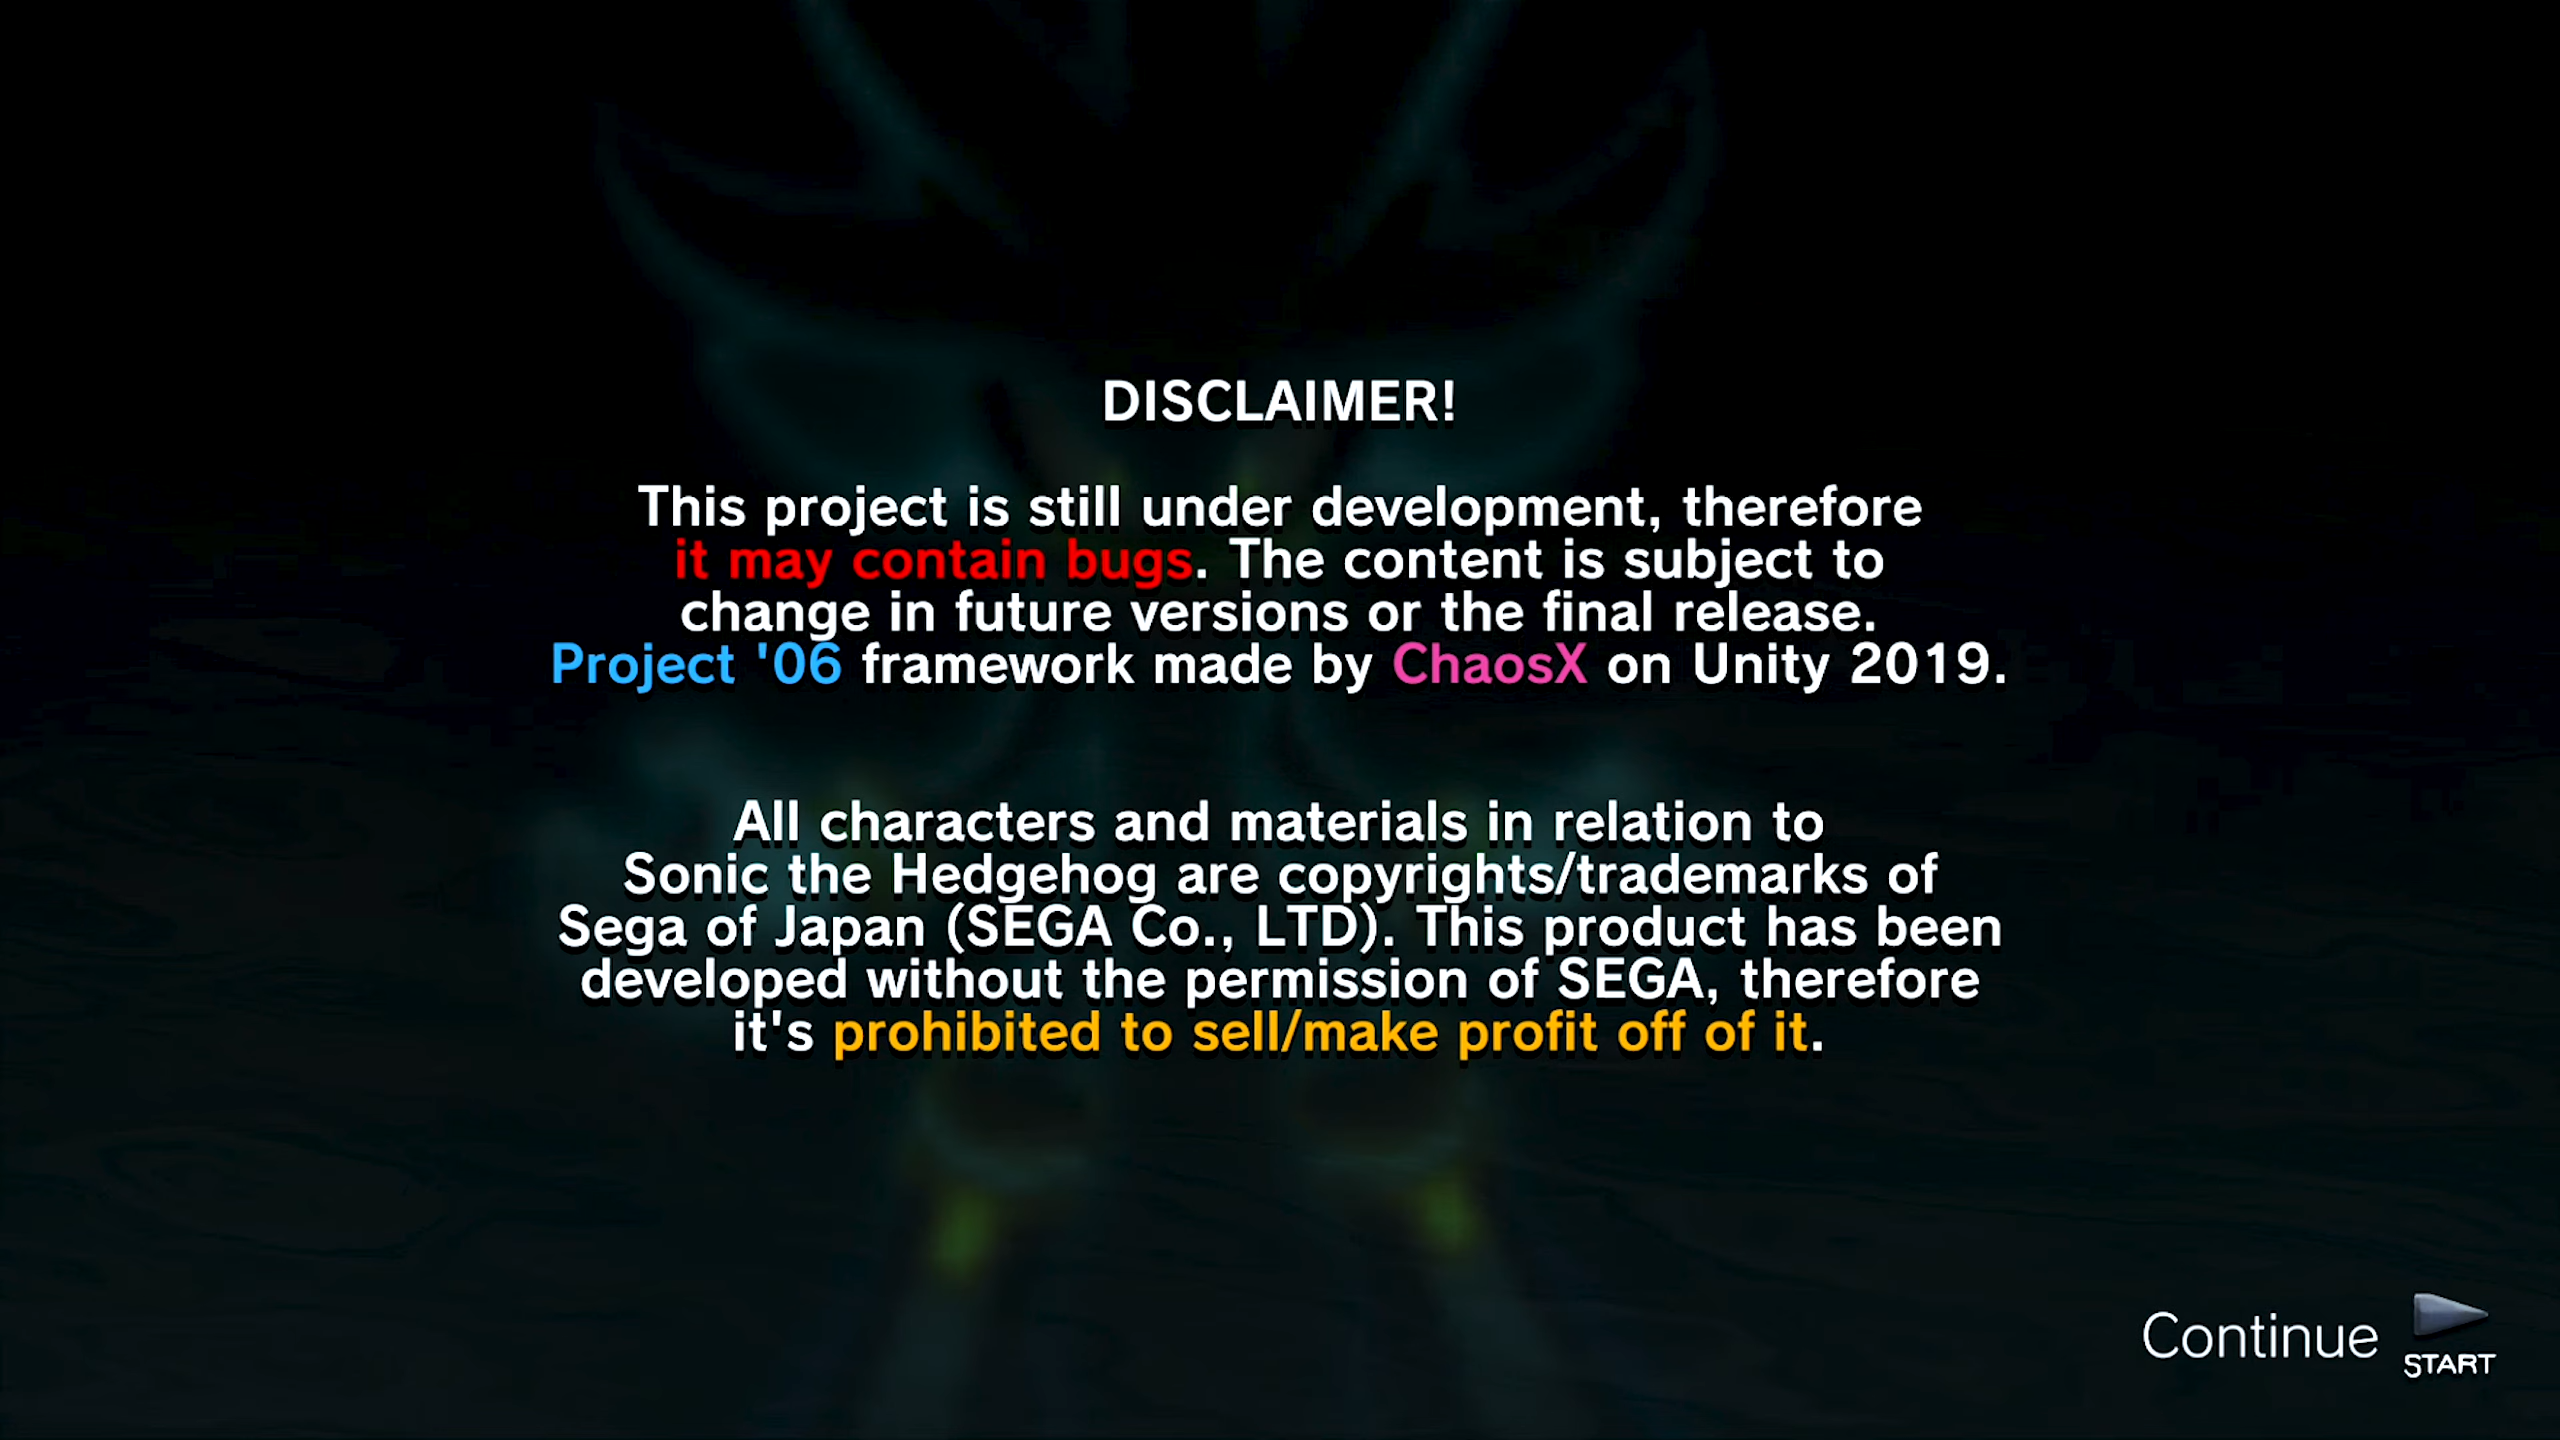 DISCLAIMER!
This project is still under development, therefore
it may contain bugs. The content is subject to
change in future versions or the final release.
Project '06 framework made by ChaosX on Unity 2019.
All characters and materials in relation to
Sonic the Hedgehog are copyrights/trademarks of
Sega of Japan (SEGA Co., LTD). This product has been
developed without the permission of SEGA, therefore
it's prohibited to sell/make profit off of it.
Continue
START